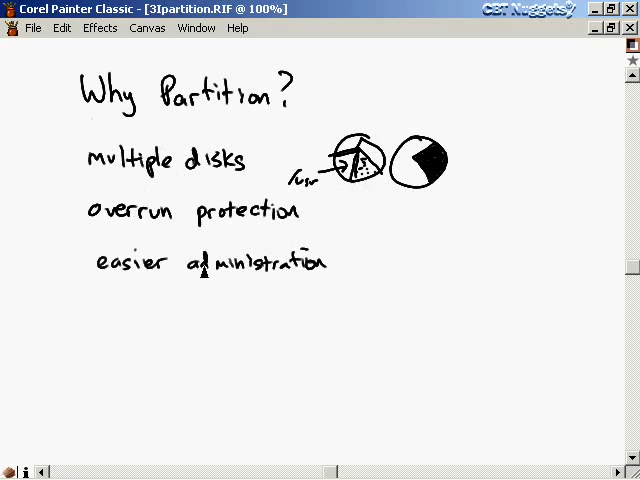 Corel Painter Classic - [3Ipartition.RIF @ 100%]
CBT Nuggets
File Edit Effects Canvas Window Help
Why Partition?
multiple disks
/usr
overrun protection
easier administration